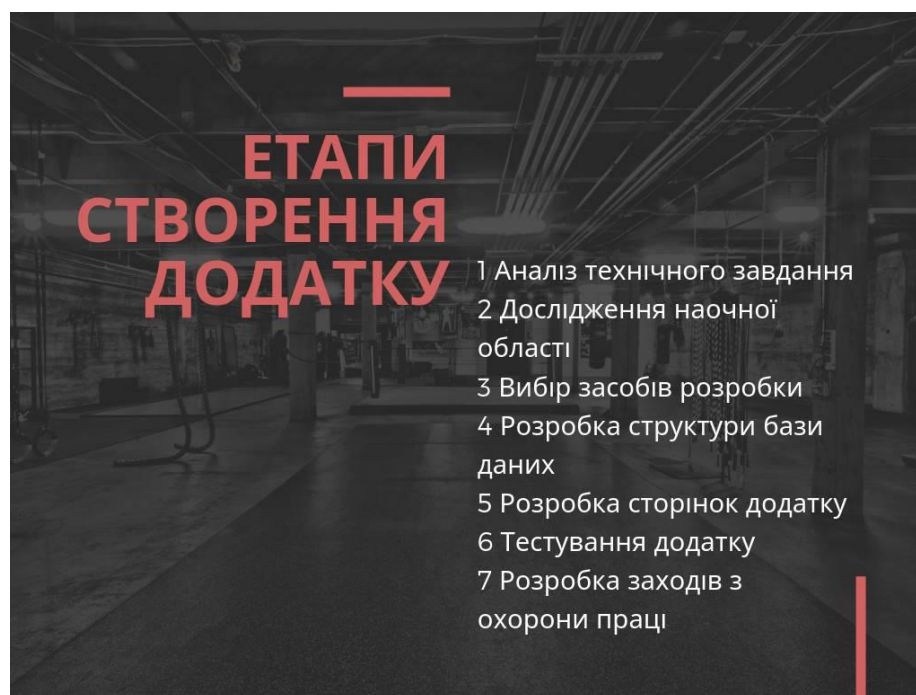 ЕТАПИ
СТВОРЕННЯ
ДОДАТКУ
1 Аналіз технічного завдання
2 Дослідження наочної
області
3 Вибір засобів розробки
4 Розробка структури бази
даних
5 Розробка сторінок додатку
6 Тестування додатку
7 Розробка заходів з
охорони праці